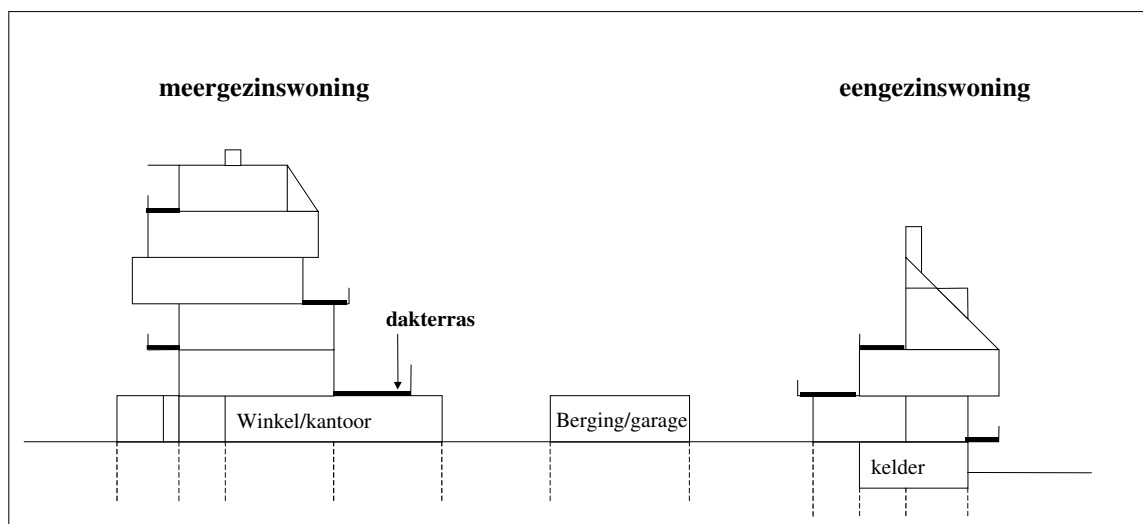 meergezinswoning
eengezinswoning
dakterras
Winkel/kantoor
Berging/garage
kelder